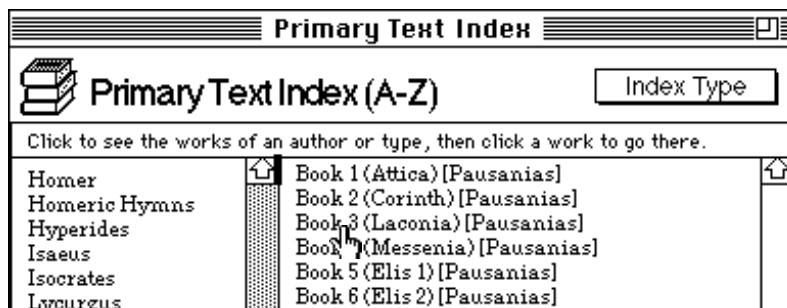 Primary Text Index
Primary Text Index (A-Z)
Index Type
Click to see the works of an author or type, then click a work to go there.
Homer
Homeric Hymns
Hyperides
Isaeus
Isocrates
Lycurgus
Book 1 (Attica) [Pausanias]
Book 2 (Corinth) [Pausanias]
Book 3 (Laconia) [Pausanias]
Book (Messenia) [Pausanias]
Book 5 (Elis 1) [Pausanias]
Book 6 (Elis 2) [Pausanias]